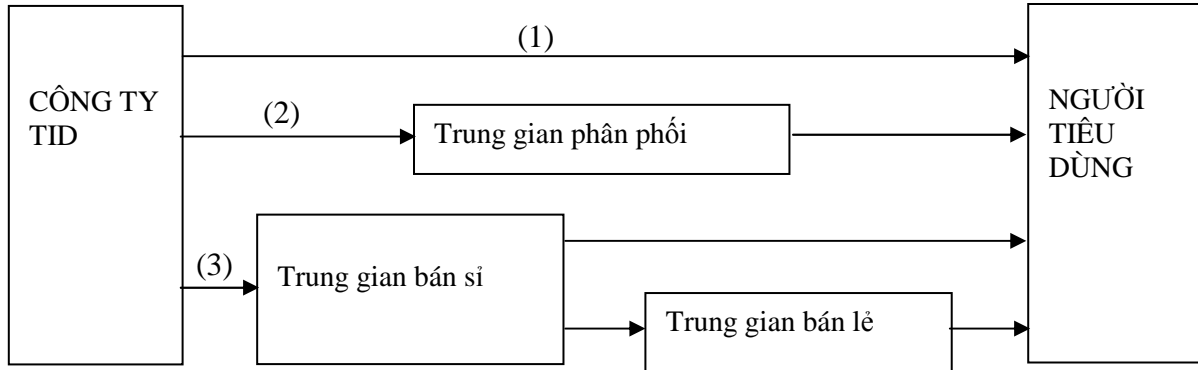 (1)
CÔNG TY
TID
(2)
Trung gian phân phối
NGƯỜI
TIÊU
DÙNG
(3)
Trung gian bán sỉ
Trung gian bán lẻ